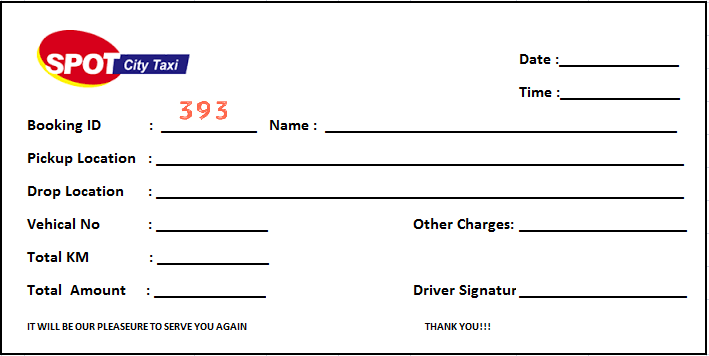 SPOT City Taxi
Date :
Time :
Booking ID : 393 Name :
Pickup Location :
Drop Location :
Vehical No : Other Charges:
Total KM :
Total Amount : Driver Signatur
IT WILL BE OUR PLEASEURE TO SERVE YOU AGAIN THANK YOU!!!